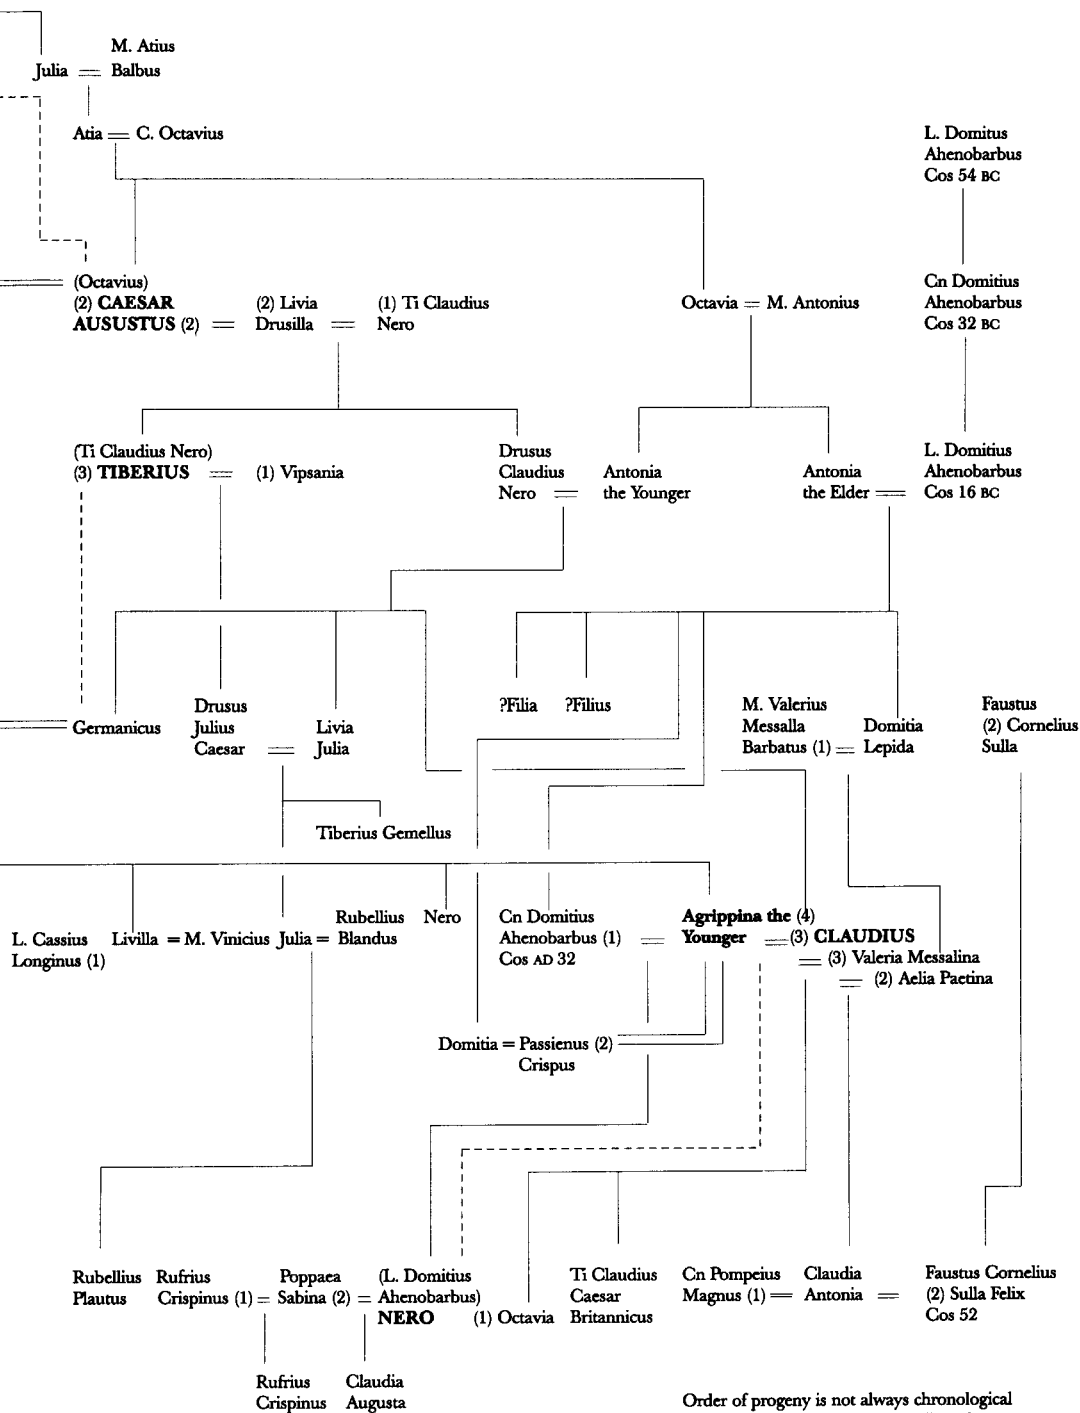 M. Atius
Julia = Balbus
Atia = C. Octavius
L. Domitus
Ahenobarbus
Cos 54 BC
(Octavius)
(2) CAESAR
AUSUSTUS (2) =
(2) Livia
Drusilla =
(1) Ti Claudius
Nero
Octavia = M. Antonius
Cn Domitius
Ahenobarbus
Cos 32 BC
(Ti Claudius Nero)
(3) TIBERIUS =
(1) Vipsania
Drusus
Claudius
Nero =
Antonia
the Younger
Antonia
the Elder =
L. Domitius
Ahenobarbus
Cos 16 BC
Germanicus
Drusus
Julius
Caesar =
Livia
Julia
?Filia
?Filius
M. Valerius
Messalla
Barbatus (1) =
Domitia
Lepida
Faustus
(2) Cornelius
Sulla
Tiberius Gemellus
L. Cassius
Longinus (1)
Livilla = M. Vinicius
Julia =
Rubellius
Blandus
Nero
Cn Domitius
Ahenobarbus (1) =
Cos AD 32
Agrippina the (4)
Younger =
(3) CLAUDIUS
= (3) Valeria Messalina
= (2) Aelia Paetina
Domitia = Passienus (2)
Crispus
Rubellius
Plautus
Rufrius
Crispinus (1) =
Poppaea
Sabina (2) =
(L. Domitius
Ahenobarbus)
NERO
(1) Octavia
Ti Claudius
Caesar
Britannicus
Cn Pompeius
Magnus (1) =
Claudia
Antonia =
Faustus Cornelius
(2) Sulla Felix
Cos 52
Rufrius
Crispinus
Claudia
Augusta
Order of progeny is not always chronological